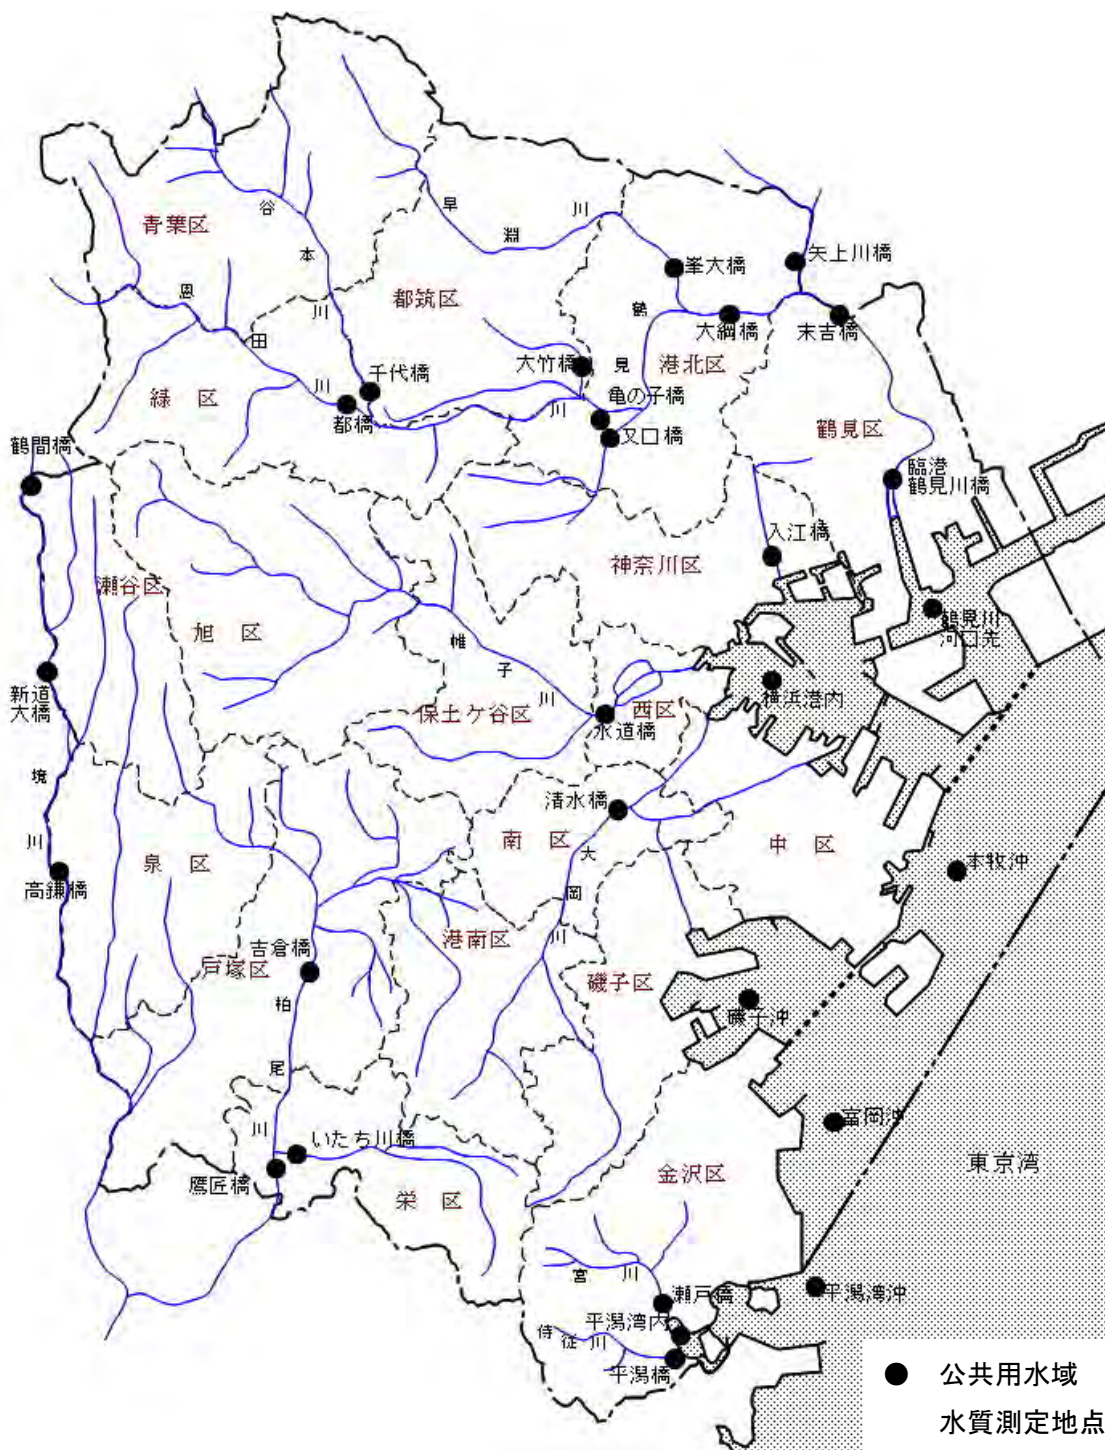 谷本川
早淵川
青葉区
矢上川橋
峯大橋
恩田川
都筑区
鶴見川
大綱橋
末吉橋
大竹橋
港北区
千代橋
緑 区
都橋
亀の子橋
又口橋
鶴見区
鶴間橋
臨港
鶴見川橋
入江橋
神奈川区
瀬谷区
旭 区
鶴見川
河口先
帷子川
新道
大橋
横浜港内
保土ケ谷区
西区
水道橋
境川
清水橋
南 区
大岡川
中 区
泉 区
高鎌橋
本牧沖
港南区
吉倉橋
戸塚区
磯子区
柏尾川
磯子沖
富岡沖
いたち川橋
東京湾
鷹匠橋
栄 区
金沢区
宮川
瀬戸橋
平潟湾沖
平潟湾内
侍従川
平潟橋
● 公共用水域
水質測定地点